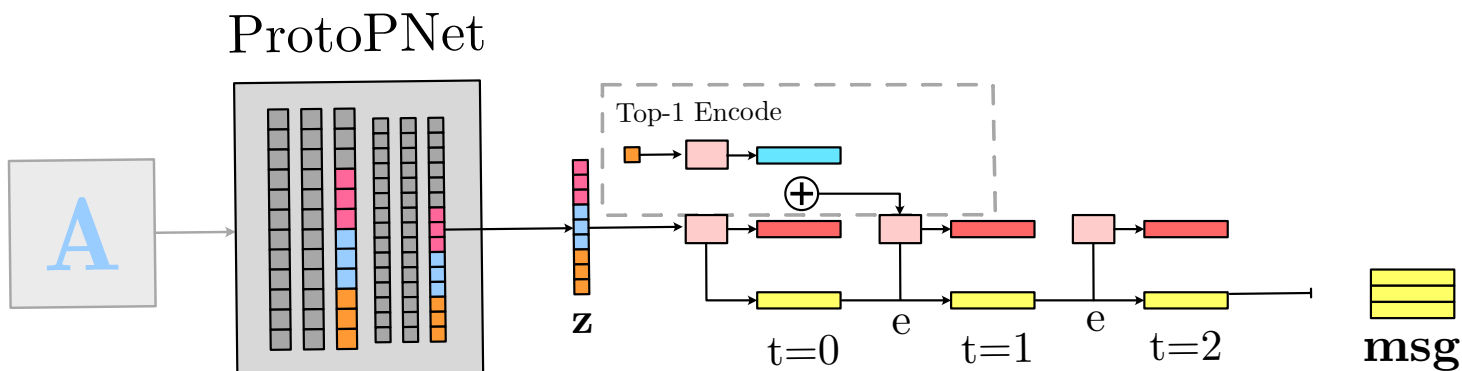 ProtoPNet
Top-1 Encode
A
z
e
e
t=0
t=1
t=2
msg